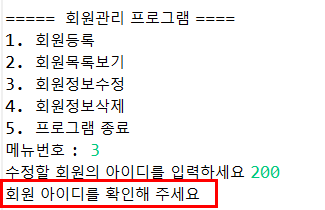 ===== 회원관리 프로그램 ====
1. 회원등록
2. 회원목록보기
3. 회원정보수정
4. 회원정보삭제
5. 프로그램 종료
메뉴번호 : 3
수정할 회원의 아이디를 입력하세요 200
회원 아이디를 확인해 주세요